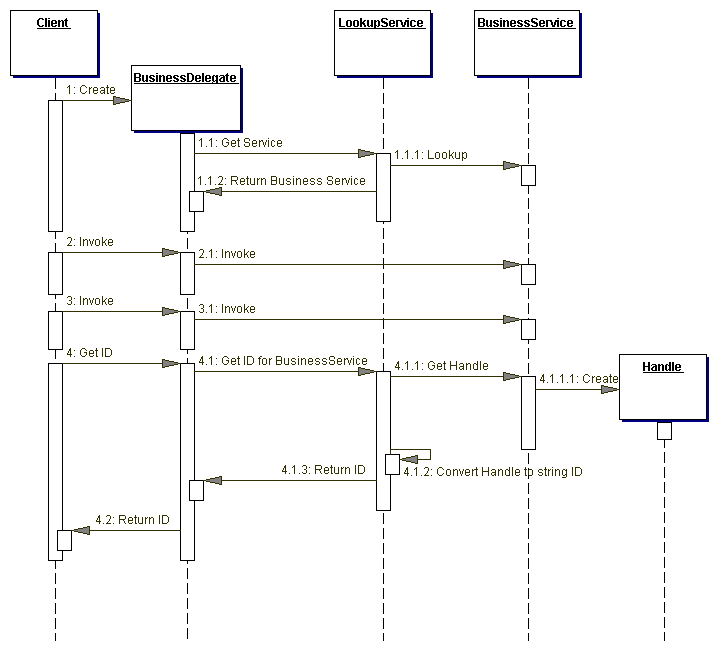 Client
LookupService
BusinessService
BusinessDelegate
1: Create
1.1: Get Service
1.1.1: Lookup
1.1.2: Return Business Service
2: Invoke
2.1: Invoke
3: Invoke
3.1: Invoke
4: Get ID
4.1: Get ID for BusinessService
4.1.1: Get Handle
Handle
4.1.1.1: Create
4.1.2: Convert Handle to string ID
4.1.3: Return ID
4.2: Return ID